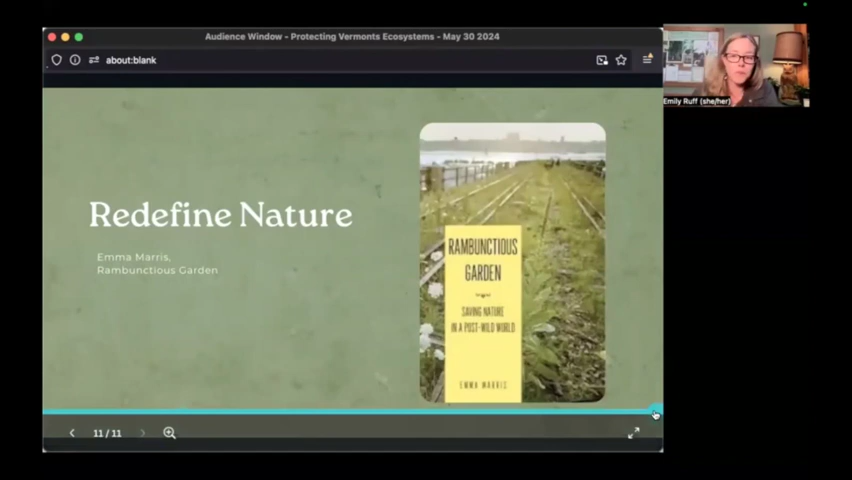 Audience Window - Protecting Vermonts Ecosystems - May 30 2024
about:blank
Emily Ruff (she/her)
Redefine Nature
Emma Marris,
Rambunctious Garden
RAMBUNCTIOUS
GARDEN
SAVING NATURE
IN A POST-WILD WORLD
EMMA MARRIS
11 / 11